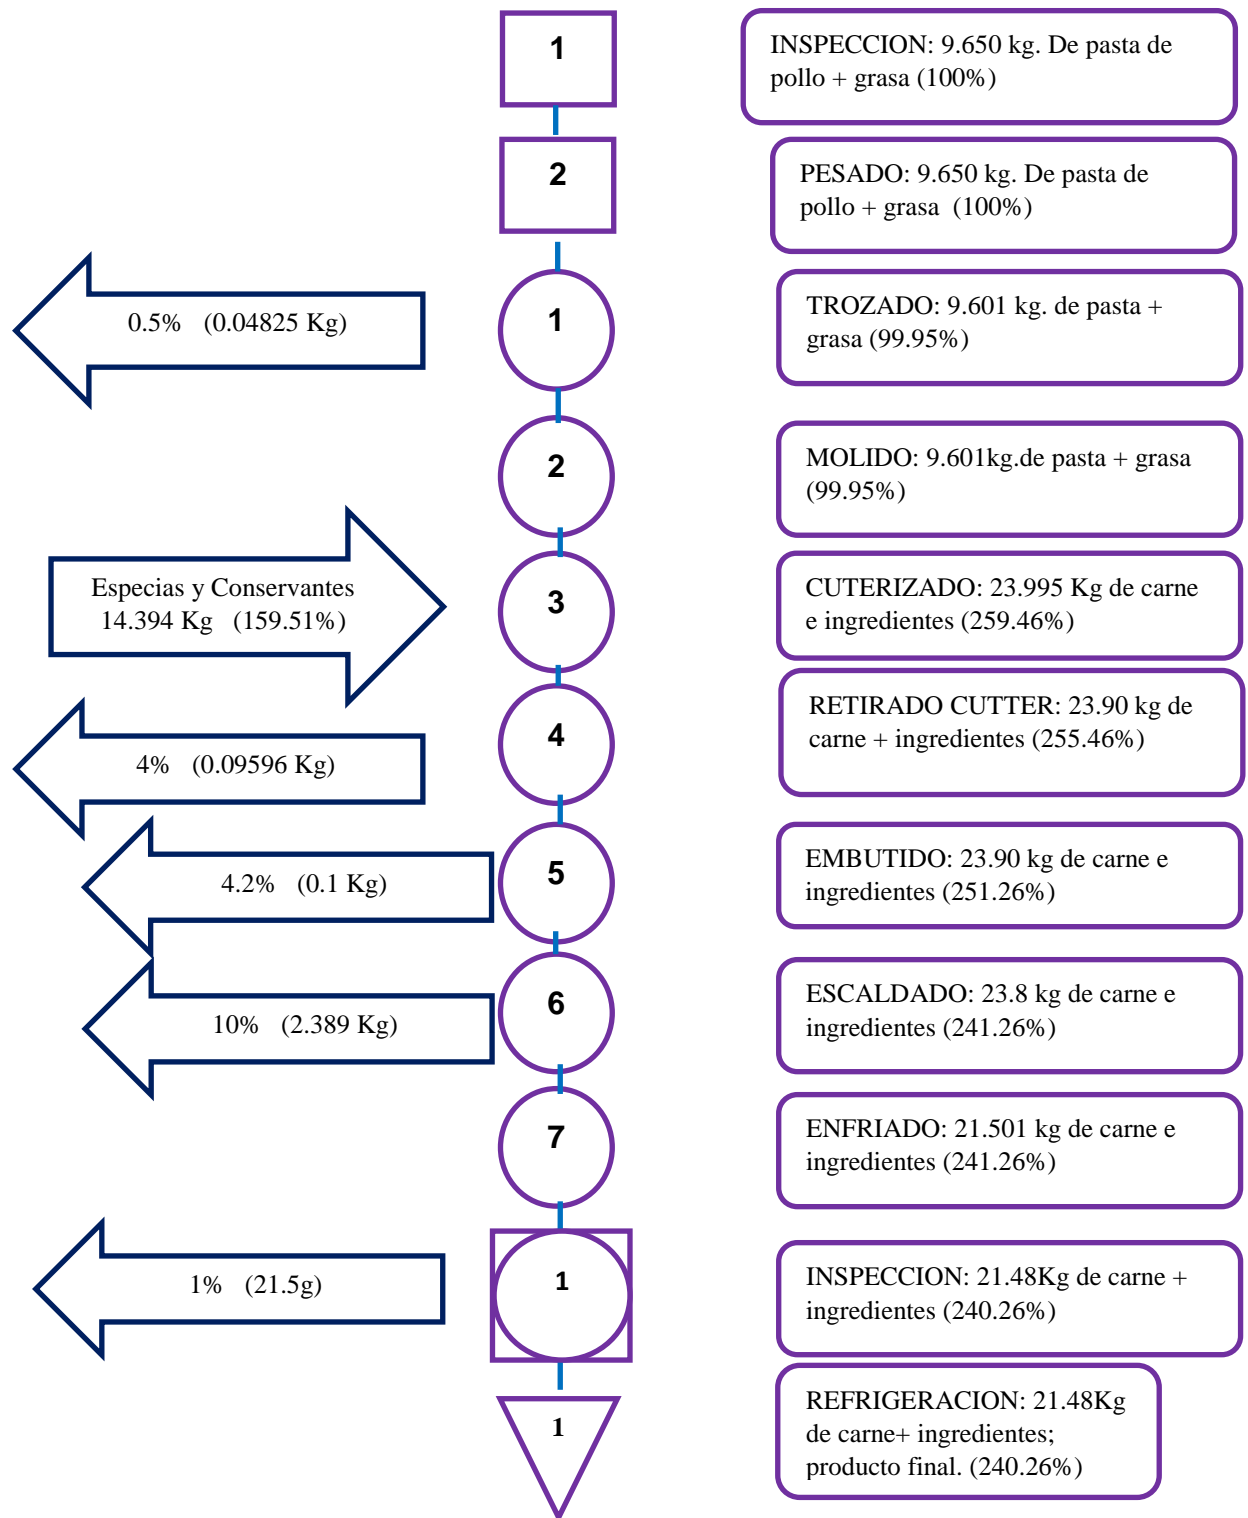 1
INSPECCION: 9.650 kg. De pasta de
pollo + grasa (100%)
2
PESADO: 9.650 kg. De pasta de
pollo + grasa  (100%)
0.5%   (0.04825 Kg)
1
TROZADO: 9.601 kg. de pasta +
grasa (99.95%)
2
MOLIDO: 9.601kg.de pasta + grasa
(99.95%)
Especias y Conservantes
14.394 Kg   (159.51%)
3
CUTERIZADO: 23.995 Kg de carne
e ingredientes (259.46%)
4%   (0.09596 Kg)
4
RETIRADO CUTTER: 23.90 kg de
carne + ingredientes (255.46%)
4.2%   (0.1 Kg)
5
EMBUTIDO: 23.90 kg de carne e
ingredientes (251.26%)
10%   (2.389 Kg)
6
ESCALDADO: 23.8 kg de carne e
ingredientes (241.26%)
7
ENFRIADO: 21.501 kg de carne e
ingredientes (241.26%)
1%   (21.5g)
1
INSPECCION: 21.48Kg de carne +
ingredientes (240.26%)
1
REFRIGERACION: 21.48Kg
de carne+ ingredientes;
producto final. (240.26%)